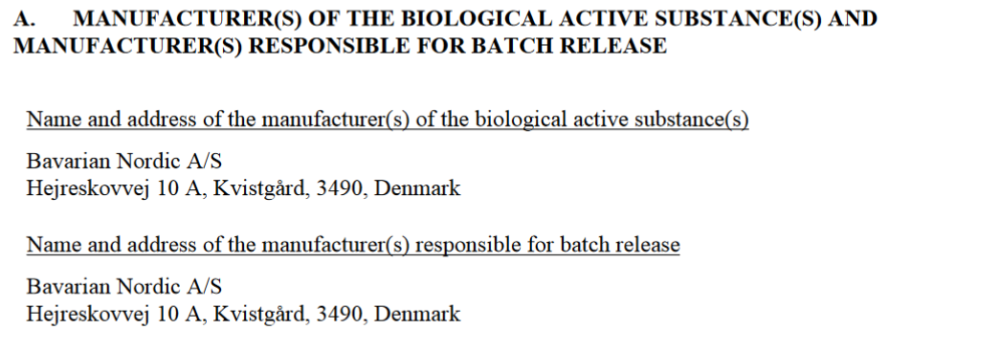 A. MANUFACTURER(S) OF THE BIOLOGICAL ACTIVE SUBSTANCE(S) AND
MANUFACTURER(S) RESPONSIBLE FOR BATCH RELEASE
Name and address of the manufacturer(s) of the biological active substance(s)
Bavarian Nordic A/S
Hejreskovvej 10 A, Kvistgård, 3490, Denmark
Name and address of the manufacturer(s) responsible for batch release
Bavarian Nordic A/S
Hejreskovvej 10 A, Kvistgård, 3490, Denmark